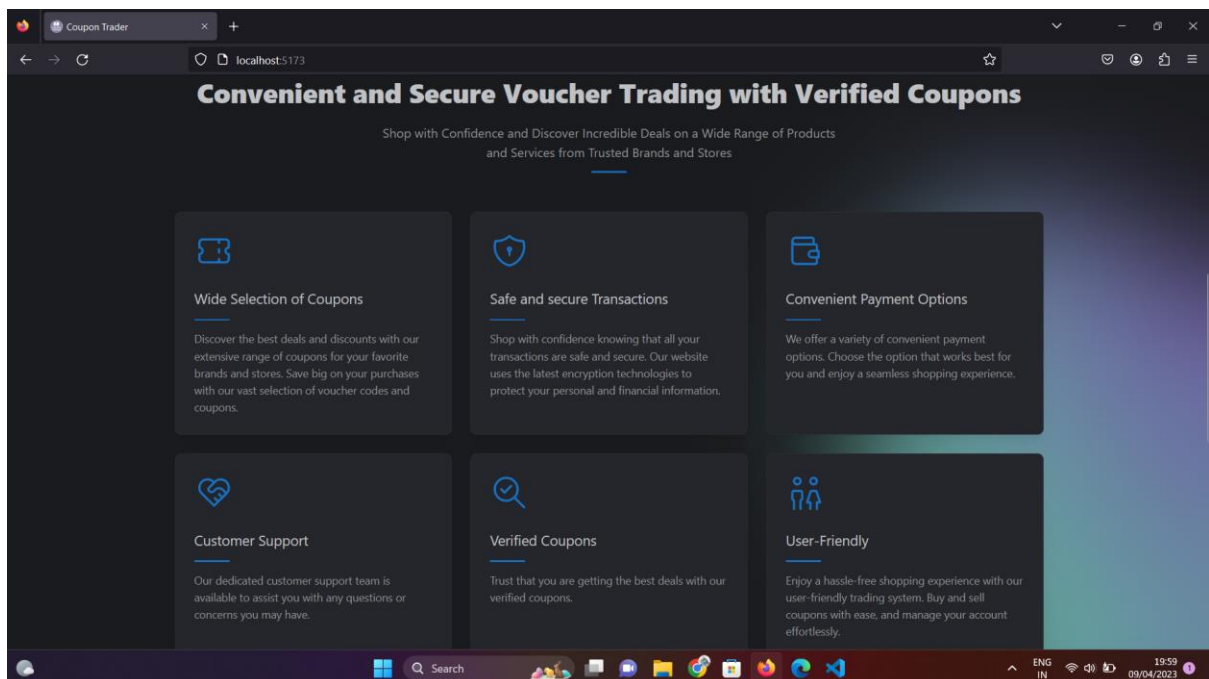 Coupon Trader
localhost:5173
Convenient and Secure Voucher Trading with Verified Coupons
Shop with Confidence and Discover Incredible Deals on a Wide Range of Products
and Services from Trusted Brands and Stores
Wide Selection of Coupons
Discover the best deals and discounts with our
extensive range of coupons for your favorite
brands and stores. Save big on your purchases
with our vast selection of voucher codes and
coupons.
Safe and secure Transactions
Shop with confidence knowing that all your
transactions are safe and secure. Our website
uses the latest encryption technologies to
protect your personal and financial information.
Convenient Payment Options
We offer a variety of convenient payment
options. Choose the option that works best for
you and enjoy a seamless shopping experience.
Customer Support
Our dedicated customer support team is
available to assist you with any questions or
concerns you may have.
Verified Coupons
Trust that you are getting the best deals with our
verified coupons.
User-Friendly
Enjoy a hassle-free shopping experience with our
user-friendly trading system. Buy and sell
coupons with ease, and manage your account
effortlessly.
Search
ENG
IN
19:59
09/04/2023
1